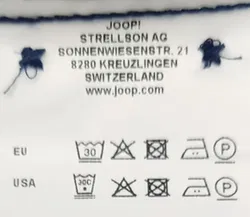 JOOP!
STRELLSON AG
SONNENWIESENSTR. 21
8280 KREUZLINGEN
SWITZERLAND
www.joop.com
EU 30 P
USA 30C P